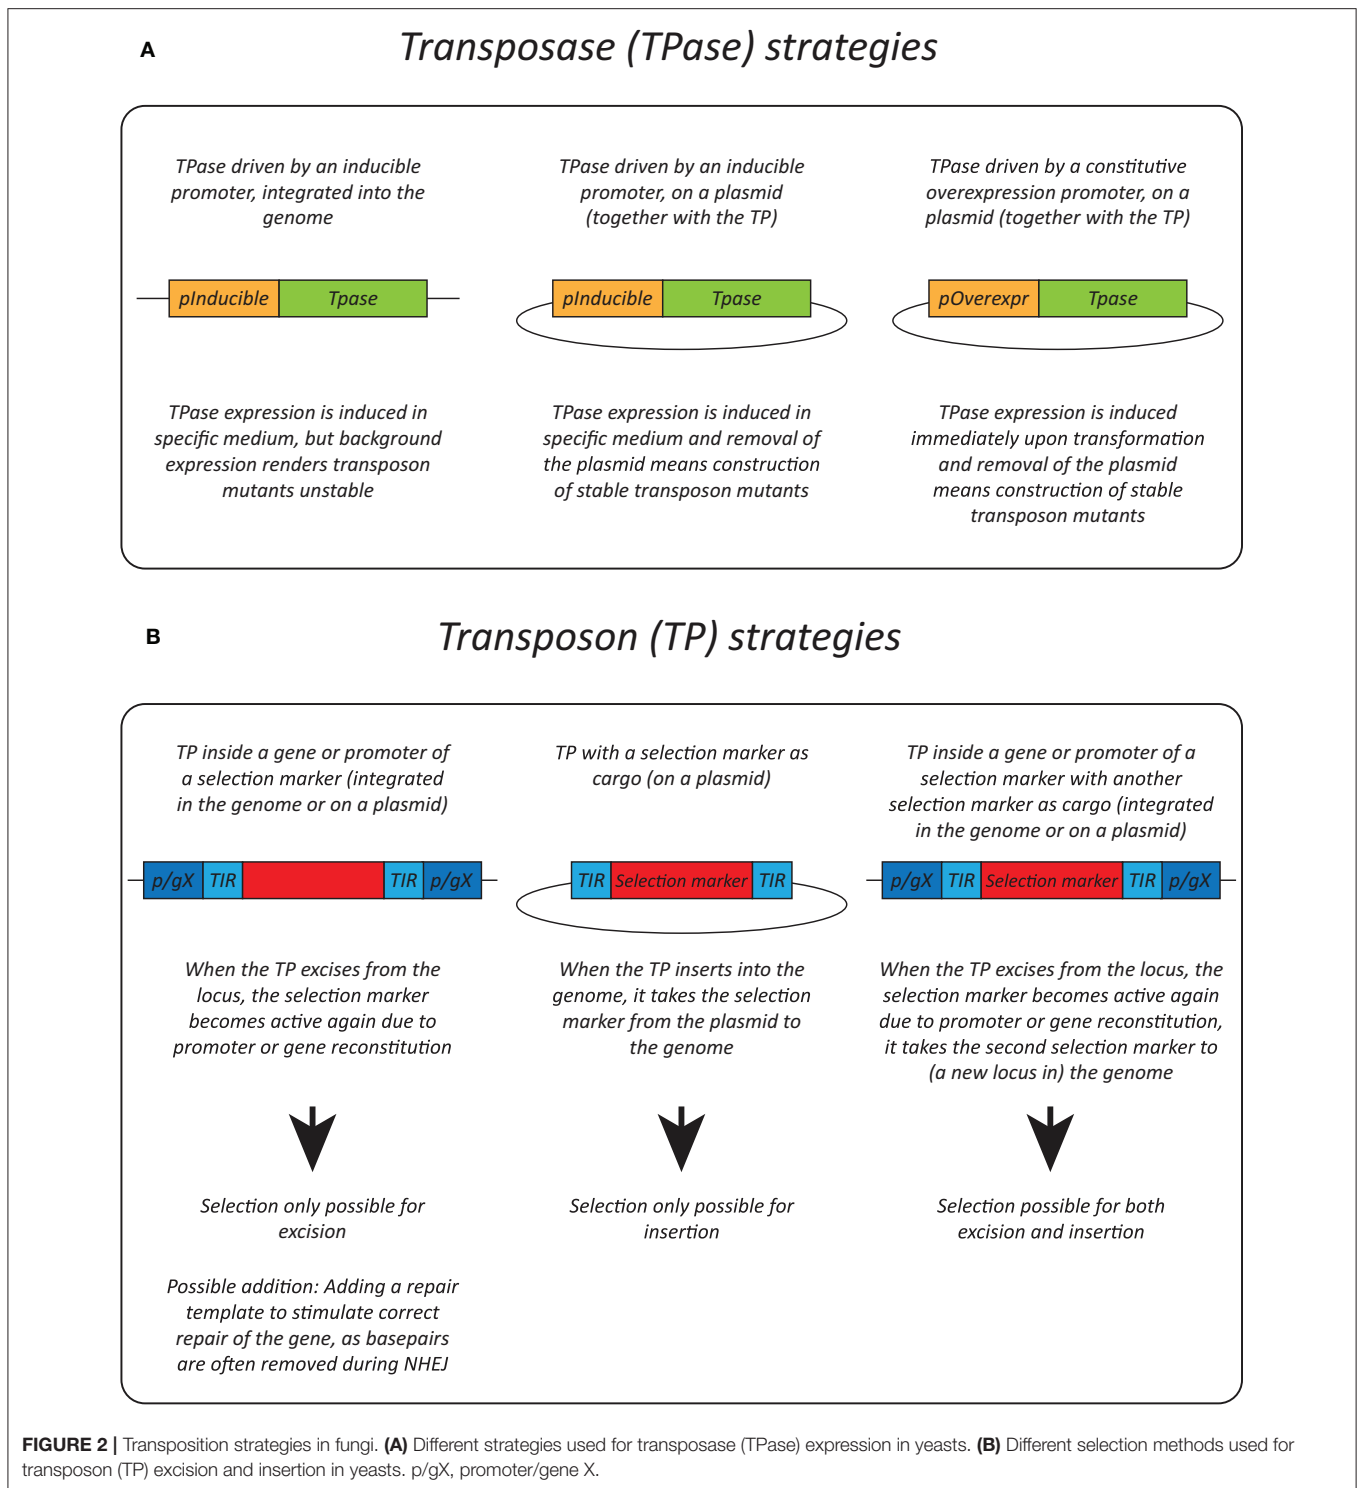 A
Transposase (TPase) strategies
TPase driven by an inducible
promoter, integrated into the
genome
pInducible
Tpase
TPase expression is induced in
specific medium, but background
expression renders transposon
mutants unstable
TPase driven by an inducible
promoter, on a plasmid
(together with the TP)
pInducible
Tpase
TPase expression is induced in
specific medium and removal of
the plasmid means construction
of stable transposon mutants
TPase driven by a constitutive
overexpression promoter, on a
plasmid (together with the TP)
pOverexpr
Tpase
TPase expression is induced
immediately upon transformation
and removal of the plasmid
means construction of stable
transposon mutants
B
Transposon (TP) strategies
TP inside a gene or promoter of
a selection marker (integrated
in the genome or on a plasmid)
p/gX TIR TIR p/gX
When the TP excises from the
locus, the selection marker
becomes active again due to
promoter or gene reconstitution
Selection only possible for
excision
Possible addition: Adding a repair
template to stimulate correct
repair of the gene, as basepairs
are often removed during NHEJ
TP with a selection marker as
cargo (on a plasmid)
TIR Selection marker TIR
When the TP inserts into the
genome, it takes the selection
marker from the plasmid to
the genome
Selection only possible for
insertion
TP inside a gene or promoter of a
selection marker with another
selection marker as cargo (integrated
in the genome or on a plasmid)
p/gX TIR Selection marker TIR p/gX
When the TP excises from the locus, the
selection marker becomes active again
due to promoter or gene reconstitution,
it takes the second selection marker to
(a new locus in) the genome
Selection possible for both
excision and insertion
FIGURE 2 | Transposition strategies in fungi. (A) Different strategies used for transposase (TPase) expression in yeasts. (B) Different selection methods used for
transposon (TP) excision and insertion in yeasts. p/gX, promoter/gene X.